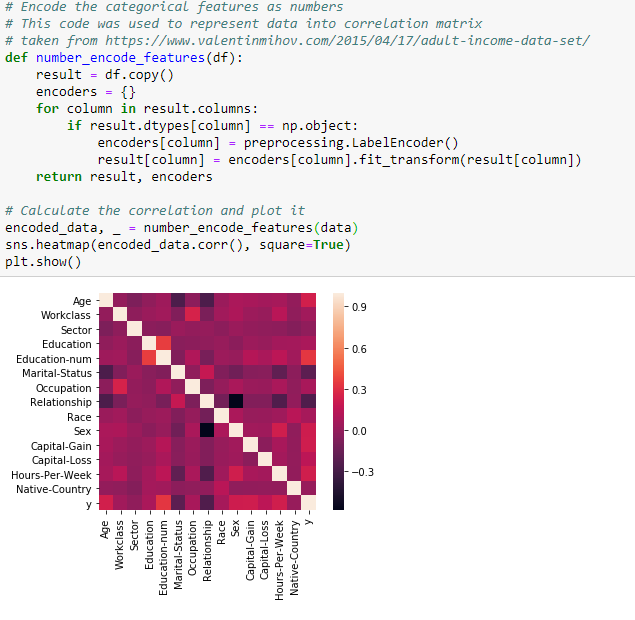 # Encode the categorical features as numbers
# This code was used to represent data into correlation matrix
# taken from https://www.valentinmihov.com/2015/04/17/adult-income-data-set/
def number_encode_features(df):
    result = df.copy()
    encoders = {}
    for column in result.columns:
        if result.dtypes[column] == np.object:
            encoders[column] = preprocessing.LabelEncoder()
            result[column] = encoders[column].fit_transform(result[column])
    return result, encoders

# Calculate the correlation and plot it
encoded_data, _ = number_encode_features(data)
sns.heatmap(encoded_data.corr(), square=True)
plt.show()
Age
Workclass
Sector
Education
Education-num
Marital-Status
Occupation
Relationship
Race
Sex
Capital-Gain
Capital-Loss
Hours-Per-Week
Native-Country
y
Age
Workclass
Sector
Education
Education-num
Marital-Status
Occupation
Relationship
Race
Sex
Capital-Gain
Capital-Loss
Hours-Per-Week
Native-Country
y
0.9
0.6
0.3
0.0
−0.3